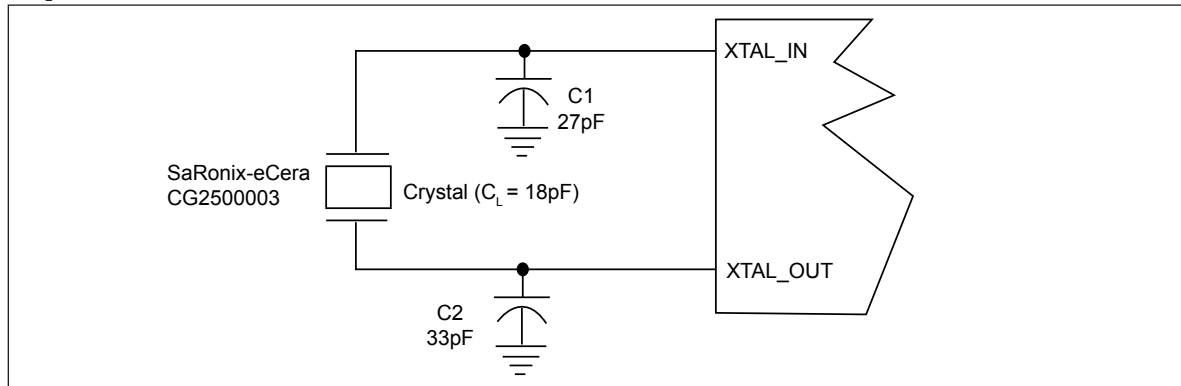 XTAL_IN
C1
27pF
SaRonix-eCera
CG2500003
Crystal (CL = 18pF)
XTAL_OUT
C2
33pF